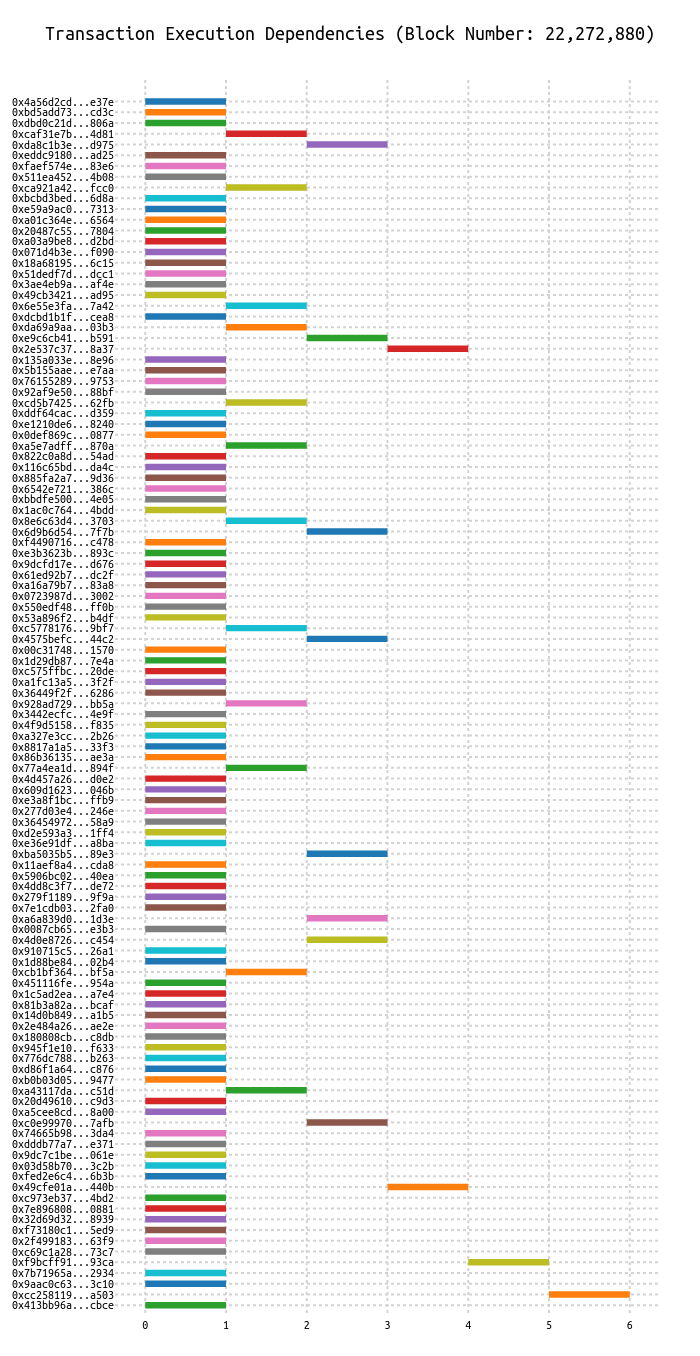 Transaction Execution Dependencies (Block Number: 22,272,880)
0x4a56d2cd...e37e
0xbd5add73...cd3c
0xdbd0c21d...806a
0xcaf31e7b...4d81
0xda8c1b3e...d975
0xeddc9180...ad25
0xfaef574e...83e6
0x511ea452...4b08
0xca921a42...fcc0
0xbcbd3bed...6d8a
0xe59a9ac0...7313
0xa01c364e...6564
0x20487c55...7804
0xa03a9be8...d2bd
0x071d4b3e...f090
0x18a68195...6c15
0x51dedf7d...dcc1
0x3ae4eb9a...af4e
0x49cb3421...ad95
0x6e55e3fa...7a42
0xdcbd1b1f...cea8
0xda69a9aa...03b3
0xe9c6cb41...b591
0x2e537c37...8a37
0x135a033e...8e96
0x5b155aae...e7aa
0x76155289...9753
0x92af9e50...88bf
0xcd5b7425...62fb
0xddf64cac...d359
0xe1210de6...8240
0x0def869c...0877
0xa5e7adff...870a
0x822c0a8d...54ad
0x116c65bd...da4c
0x885fa2a7...9d36
0x6542e721...386c
0xbbdfe500...4e05
0x1ac0c764...4bdd
0x8e6c63d4...3703
0x6d9b6d54...7f7b
0xf4490716...c478
0xe3b3623b...893c
0x9dcfd17e...d676
0x61ed92b7...dc2f
0xa16a79b7...83a8
0x0723987d...3002
0x550edf48...ff0b
0x53a896f2...b4df
0xc5778176...9bf7
0x4575befc...44c2
0x00c31748...1570
0x1d29db87...7e4a
0xc575ffbc...20de
0xa1fc13a5...3f2f
0x36449f2f...6286
0x928ad729...bb5a
0x3442ecfc...4e9f
0x4f9d5158...f835
0xa327e3cc...2b26
0x8817a1a5...33f3
0x86b36135...ae3a
0x77a4ea1d...894f
0x4d457a26...d0e2
0x609d1623...046b
0xe3a8f1bc...ffb9
0x277d03e4...246e
0x36454972...58a9
0xd2e593a3...1ff4
0xe36e91df...a8ba
0xba5035b5...89e3
0x11aef8a4...cda8
0x5906bc02...40ea
0x4dd8c3f7...de72
0x279f1189...9f9a
0x7e1cdb03...2fa0
0xa6a839d0...1d3e
0x0087cb65...e3b3
0x4d0e8726...c454
0x910715c5...26a1
0x1d88be84...02b4
0xcb1bf364...bf5a
0x451116fe...954a
0x1c5ad2ea...a7e4
0x81b3a82a...bcaf
0x14d0b849...a1b5
0x2e484a26...ae2e
0x180808cb...c8db
0x945f1e10...f633
0x776dc788...b263
0xd86f1a64...c876
0xb0b03d05...9477
0xa43117da...c51d
0x20d49610...c9d3
0xa5cee8cd...8a00
0xc0e99970...7afb
0x74665b98...3da4
0xdddb77a7...e371
0x9dc7c1be...061e
0x03d58b70...3c2b
0xfed2e6c4...6b3b
0x49cfe01a...440b
0xc973eb37...4bd2
0x7e896808...0881
0x32d69d32...8939
0xf73180c1...5ed9
0x2f499183...63f9
0xc69c1a28...73c7
0xf9bcff91...93ca
0x7b71965a...2934
0x9aac0c63...3c10
0xcc258119...a503
0x413bb96a...cbce
0 1 2 3 4 5 6